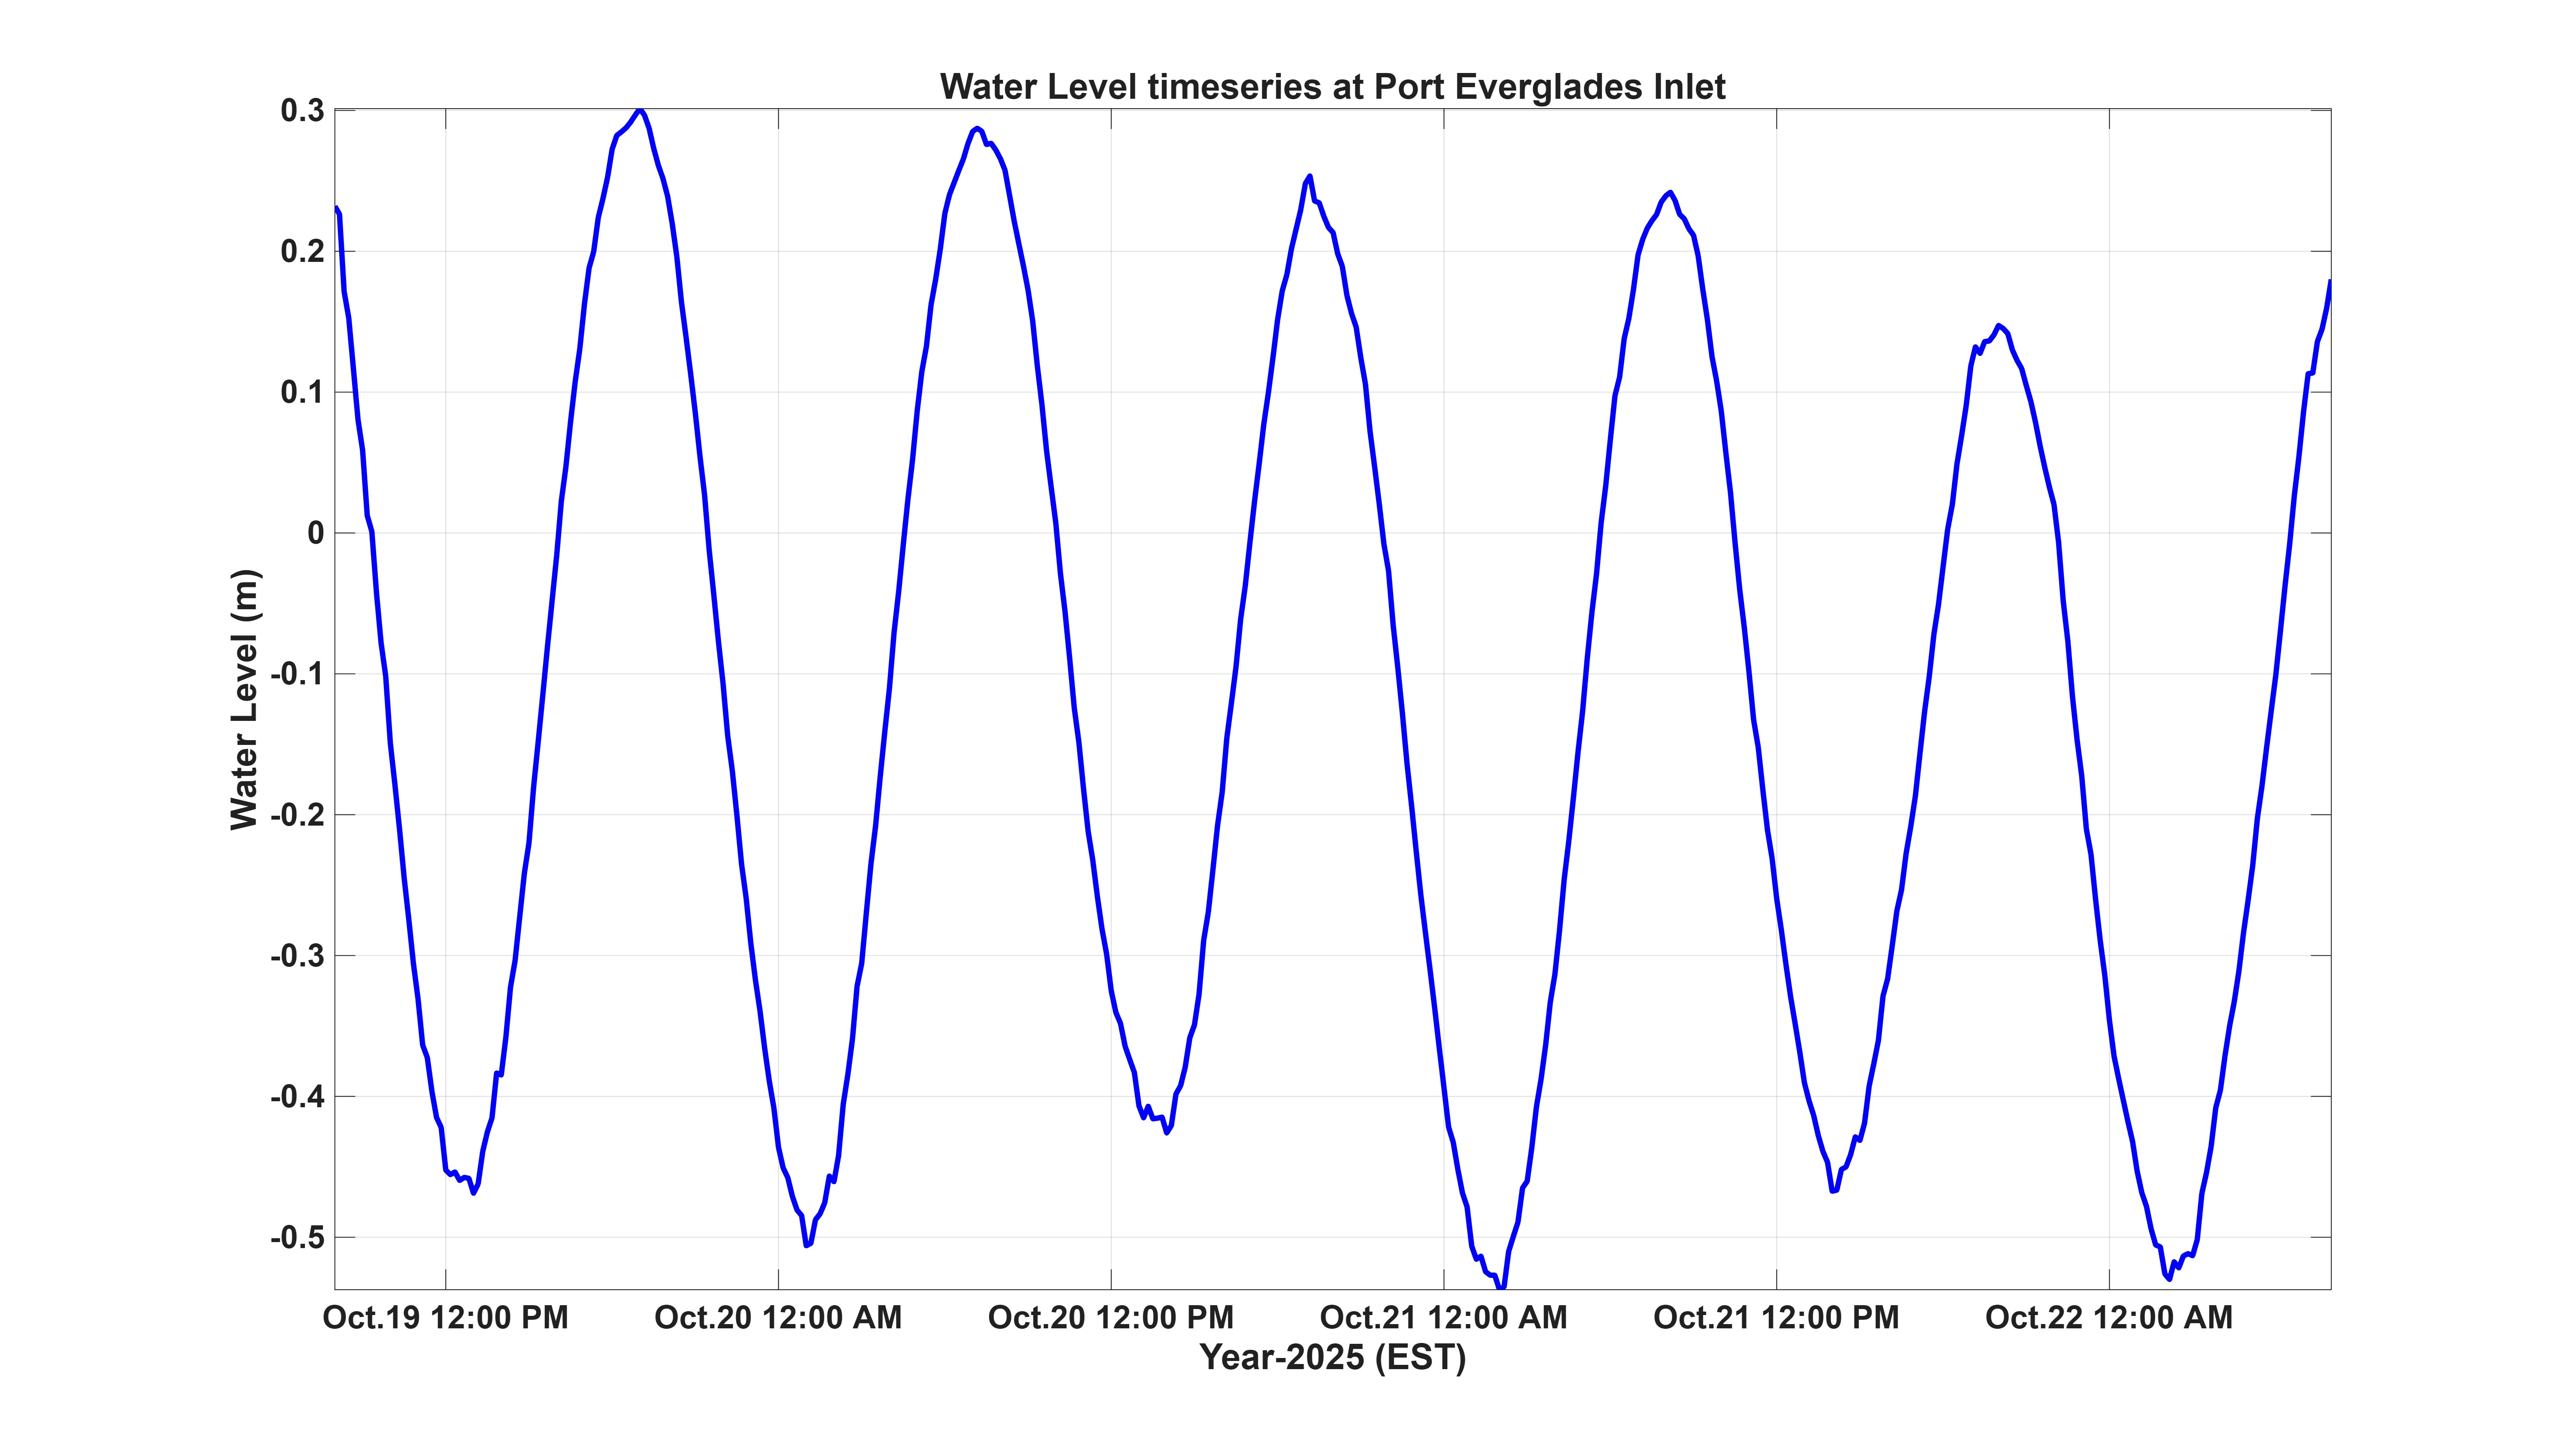 Water Level timeseries at Port Everglades Inlet
0.3
0.2
0.1
0
-0.1
-0.2
-0.3
-0.4
-0.5
Water Level (m)
Oct.19 12:00 PM
Oct.20 12:00 AM
Oct.20 12:00 PM
Oct.21 12:00 AM
Oct.21 12:00 PM
Oct.22 12:00 AM
Year-2025 (EST)